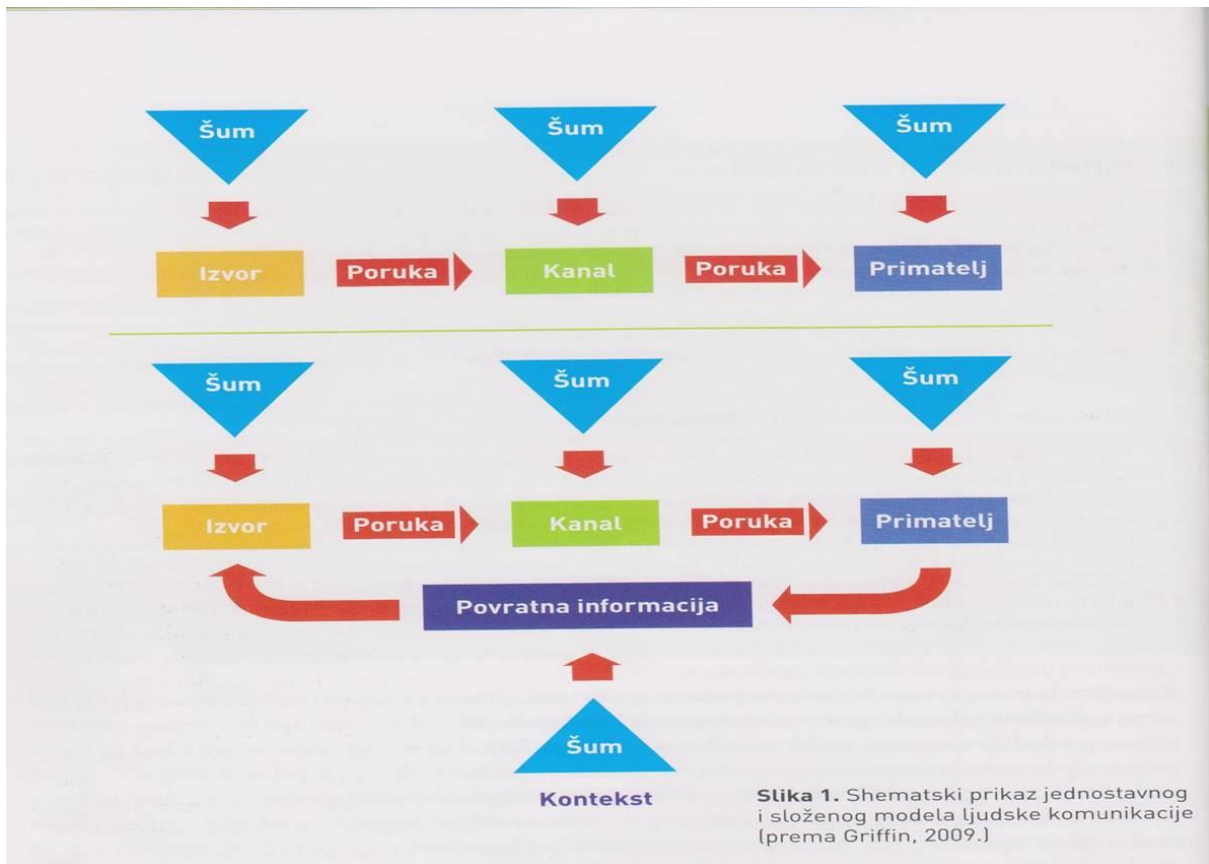 Šum Šum Šum
Izvor Poruka Kanal Poruka Primatelj
Šum Šum Šum
Izvor Poruka Kanal Poruka Primatelj
Povratna informacija
Šum
Kontekst
Slika 1. Shematski prikaz jednostavnog
i složenog modela ljudske komunikacije
(prema Griffin, 2009.)